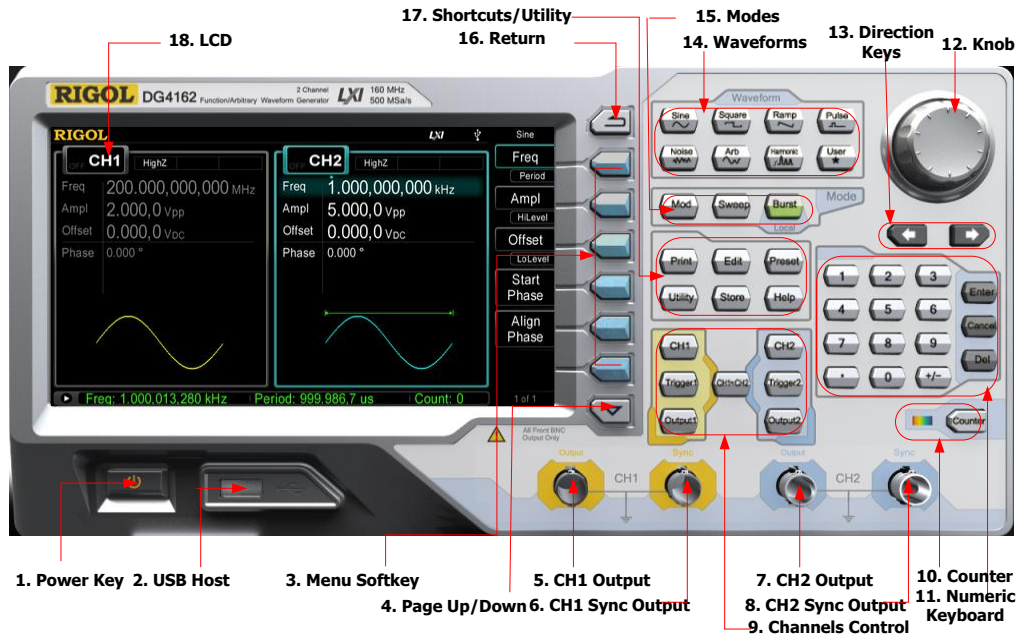 17. Shortcuts/Utility
15. Modes
18. LCD
16. Return
14. Waveforms
13. Direction
Keys
12. Knob
RIGOL DG4162 Function/Arbitrary Waveform Generator
2 Channel
LXI
160 MHz
500 MSa/s
RIGOL
LXI
Sine
OFF CH1 HighZ
OFF CH2 HighZ
Freq 200.000,000,000 MHz
Ampl 2.000,0 Vpp
Offset 0.000,0 VDC
Phase 0.000 °
Freq 1.000,000,000 kHz
Ampl 5.000,0 Vpp
Offset 0.000,0 VDC
Phase 0.000 °
Freq
Period
Ampl
HiLevel
Offset
LoLevel
Start
Phase
Align
Phase
1 of 1
Freq: 1.000,013,280 kHz Period: 999.986,7 us Count: 0
Waveform
Sine Square Ramp Pulse
Noise Arb Harmonic User
Mod Sweep Burst
Mode
Local
Print Edit Preset
Utility Store Help
CH1 CH2
Trigger1 CH1⇌CH2 Trigger2
Output1 Output2
1 2 3
4 5 6
7 8 9
· 0 +/−
Enter
Cancel
Del
Counter
All Front BNC
Output Only
Output Sync Output Sync
CH1 CH2
1. Power Key
2. USB Host
3. Menu Softkey
4. Page Up/Down
5. CH1 Output
6. CH1 Sync Output
7. CH2 Output
8. CH2 Sync Output
9. Channels Control
10. Counter
11. Numeric
Keyboard